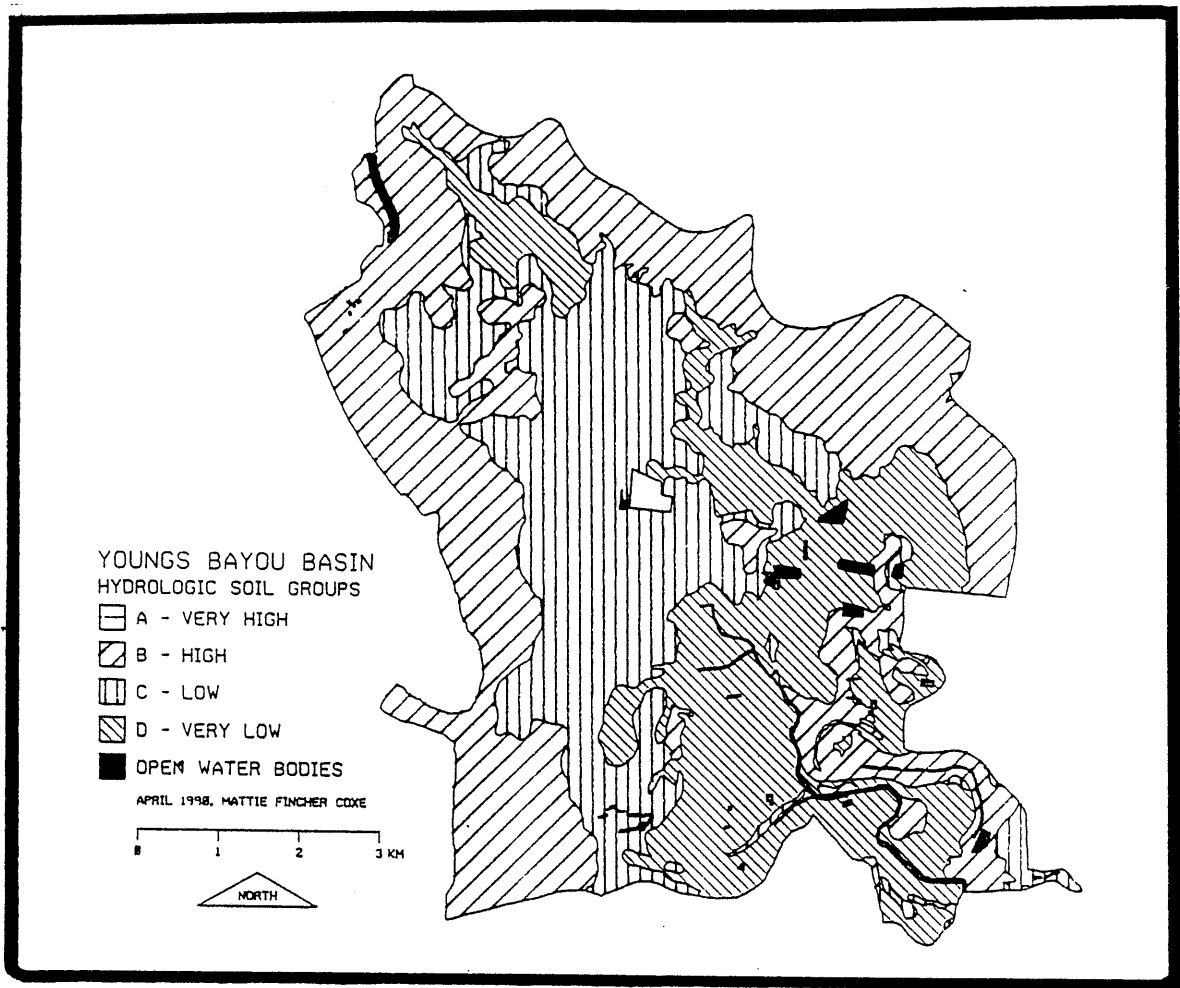 YOUNGS BAYOU BASIN
HYDROLOGIC SOIL GROUPS
A - VERY HIGH
B - HIGH
C - LOW
D - VERY LOW
OPEN WATER BODIES
APRIL 1990, MATTIE FINCHER COXE
0 1 2 3 KM
NORTH